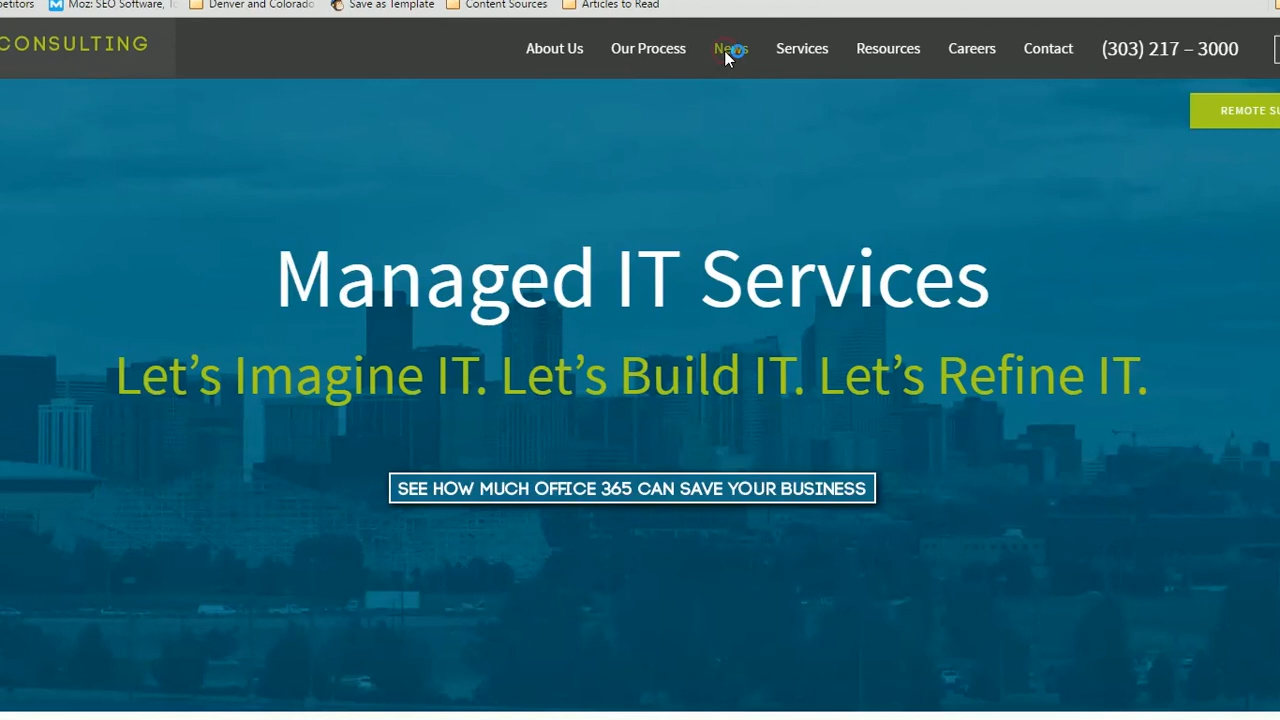 Moz: SEO Software,
Denver and Colorado
Save as Template
Content Sources
Articles to Read
CONSULTING
About Us
Our Process
News
Services
Resources
Careers
Contact
(303) 217 – 3000
REMOTE
Managed IT Services
Let’s Imagine IT. Let’s Build IT. Let’s Refine IT.
SEE HOW MUCH OFFICE 365 CAN SAVE YOUR BUSINESS